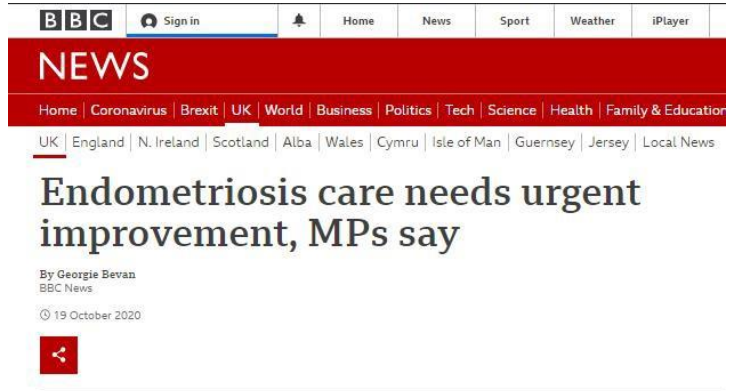 BBC Sign in Home News Sport Weather iPlayer
NEWS
Home Coronavirus Brexit UK World Business Politics Tech Science Health Family & Education
UK England N. Ireland Scotland Alba Wales Cymru Isle of Man Guernsey Jersey Local News
Endometriosis care needs urgent
improvement, MPs say
By Georgie Bevan
BBC News
19 October 2020